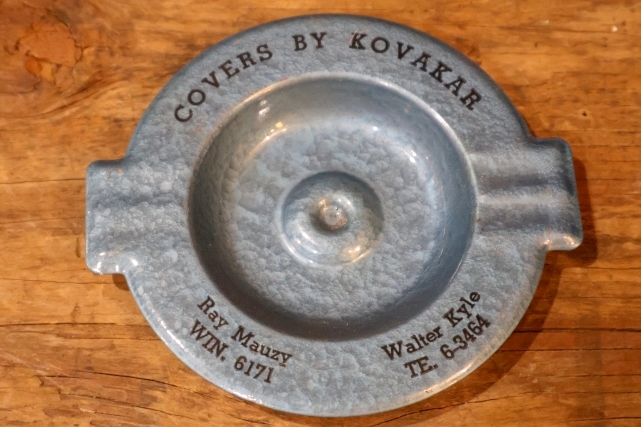 COVERS BY KOVAKAR
Ray Mauzy
WIN. 6171
Walter Kyle
TE. 6-3464